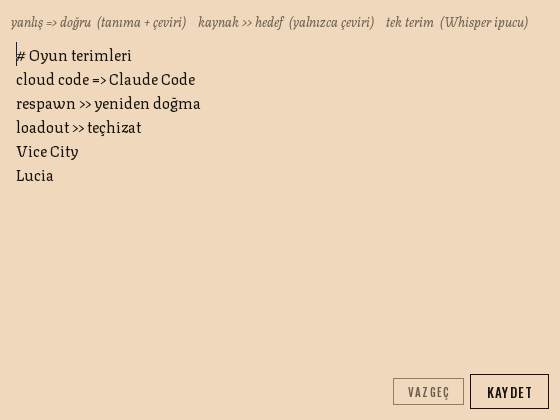 yanlış => doğru (tanıma + çeviri) kaynak >> hedef (yalnızca çeviri) tek terim (Whisper ipucu)
# Oyun terimleri
cloud code => Claude Code
respawn >> yeniden doğma
loadout >> teçhizat
Vice City
Lucia
VAZGEÇ KAYDET